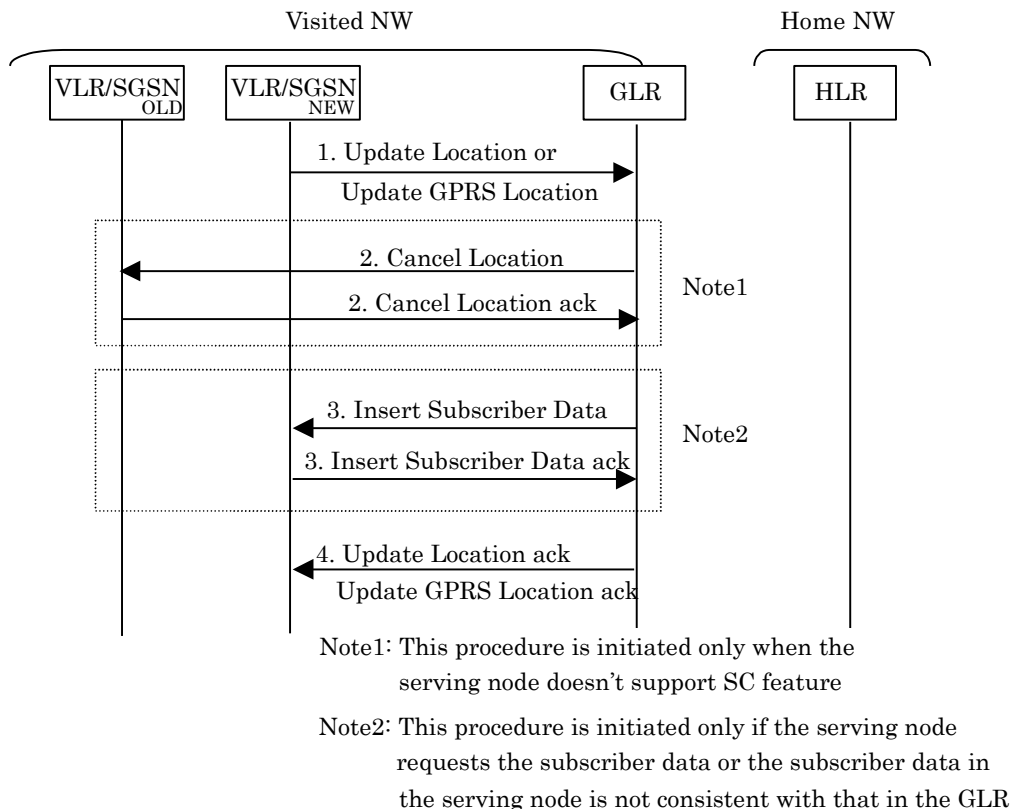 Visited NW
Home NW
VLR/SGSN
OLD
VLR/SGSN
NEW
GLR
HLR
1. Update Location or
Update GPRS Location
2. Cancel Location
Note1
2. Cancel Location ack
3. Insert Subscriber Data
Note2
3. Insert Subscriber Data ack
4. Update Location ack
Update GPRS Location ack
Note1: This procedure is initiated only when the
serving node doesn't support SC feature
Note2: This procedure is initiated only if the serving node
requests the subscriber data or the subscriber data in
the serving node is not consistent with that in the GLR